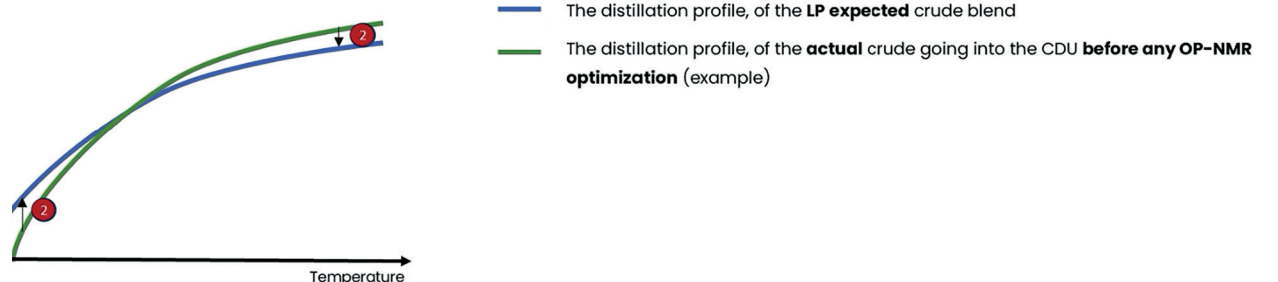 The distillation profile, of the LP expected crude blend
2
The distillation profile, of the actual crude going into the CDU before any OP-NMR
optimization (example)
2
Temperature